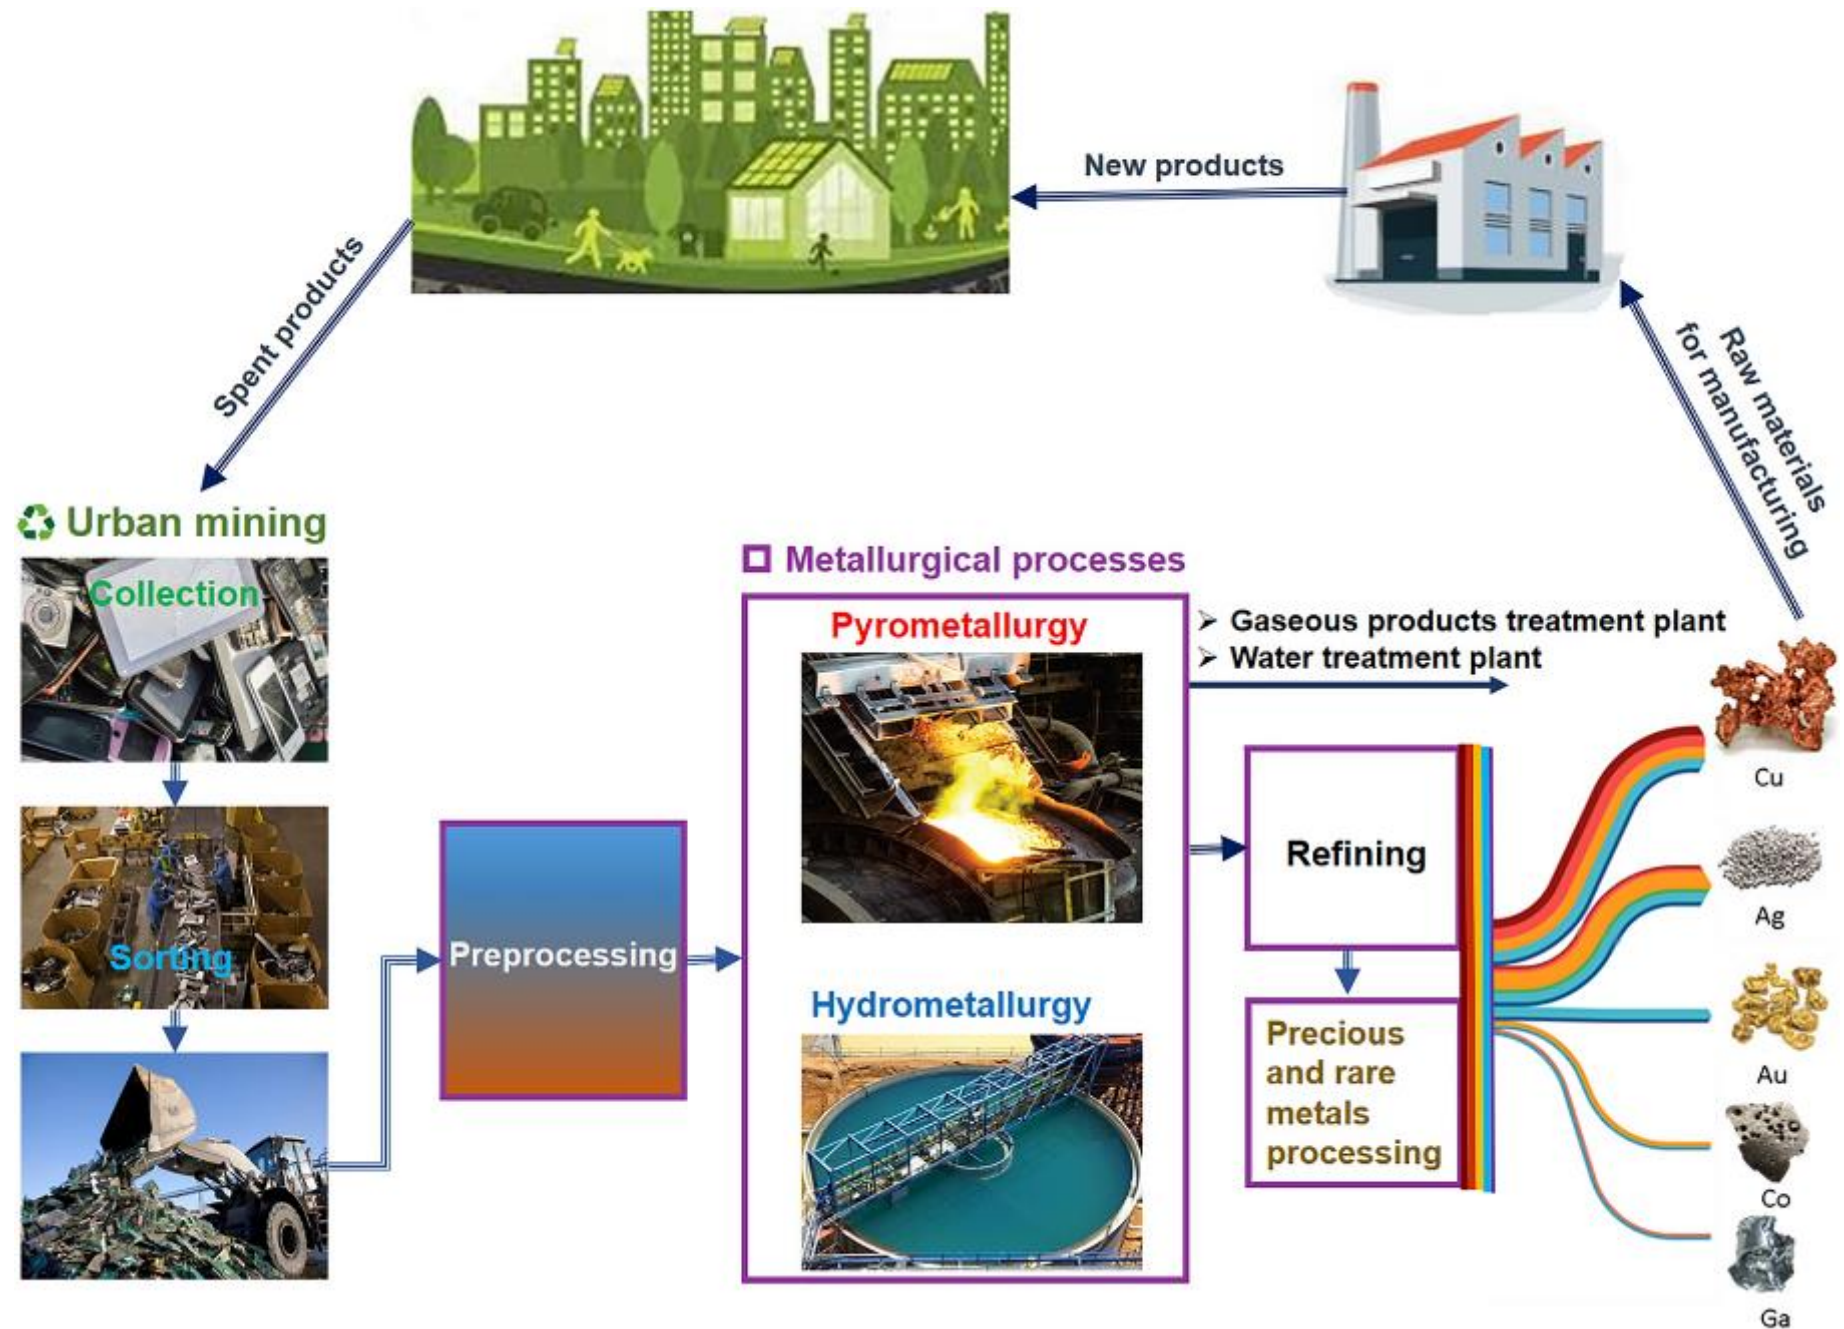 New products
Spent products
Raw materials
for manufacturing
Urban mining
Collection
Sorting
Preprocessing
Metallurgical processes
Pyrometallurgy
Hydrometallurgy
➢ Gaseous products treatment plant
➢ Water treatment plant
Refining
Precious
and rare
metals
processing
Cu
Ag
Au
Co
Ga